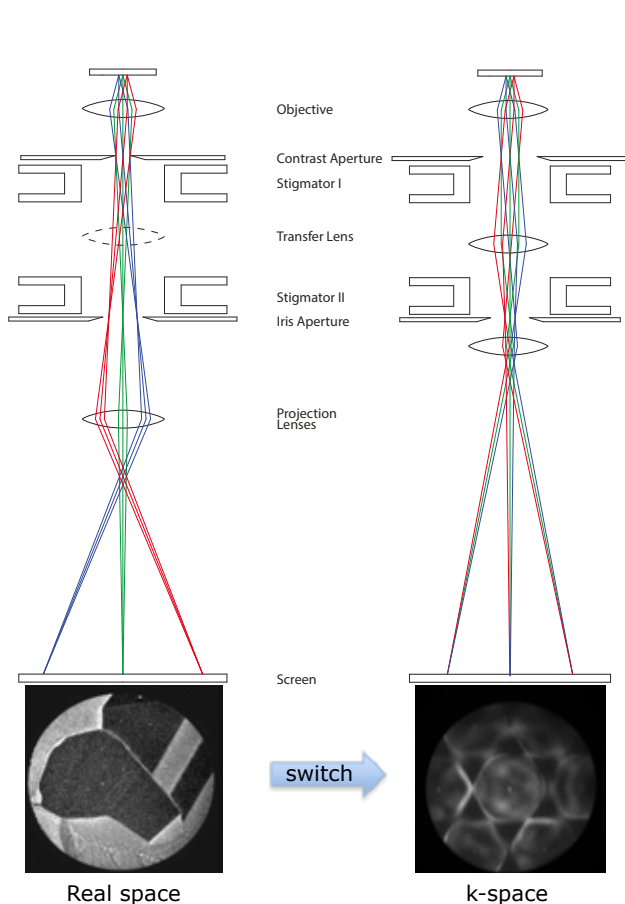 Objective
Contrast Aperture
Stigmator I
Transfer Lens
Stigmator II
Iris Aperture
Projection
Lenses
Screen
switch
Real space
k-space